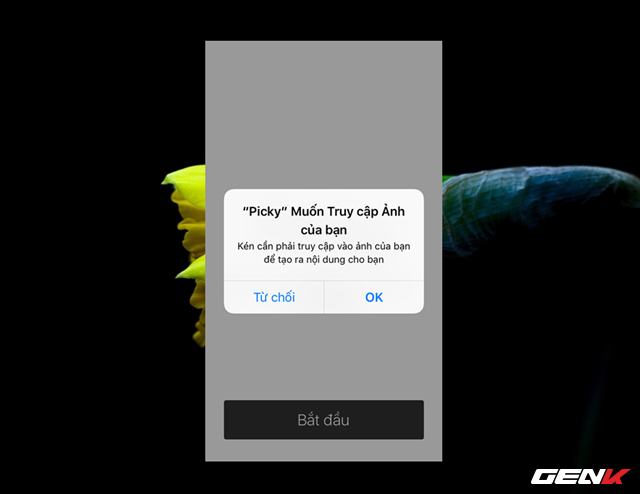 “Picky” Muốn Truy cập Ảnh
của bạn
Kén cần phải truy cập vào ảnh của bạn
để tạo ra nội dung cho bạn
Từ chối
OK
Bắt đầu
GENK